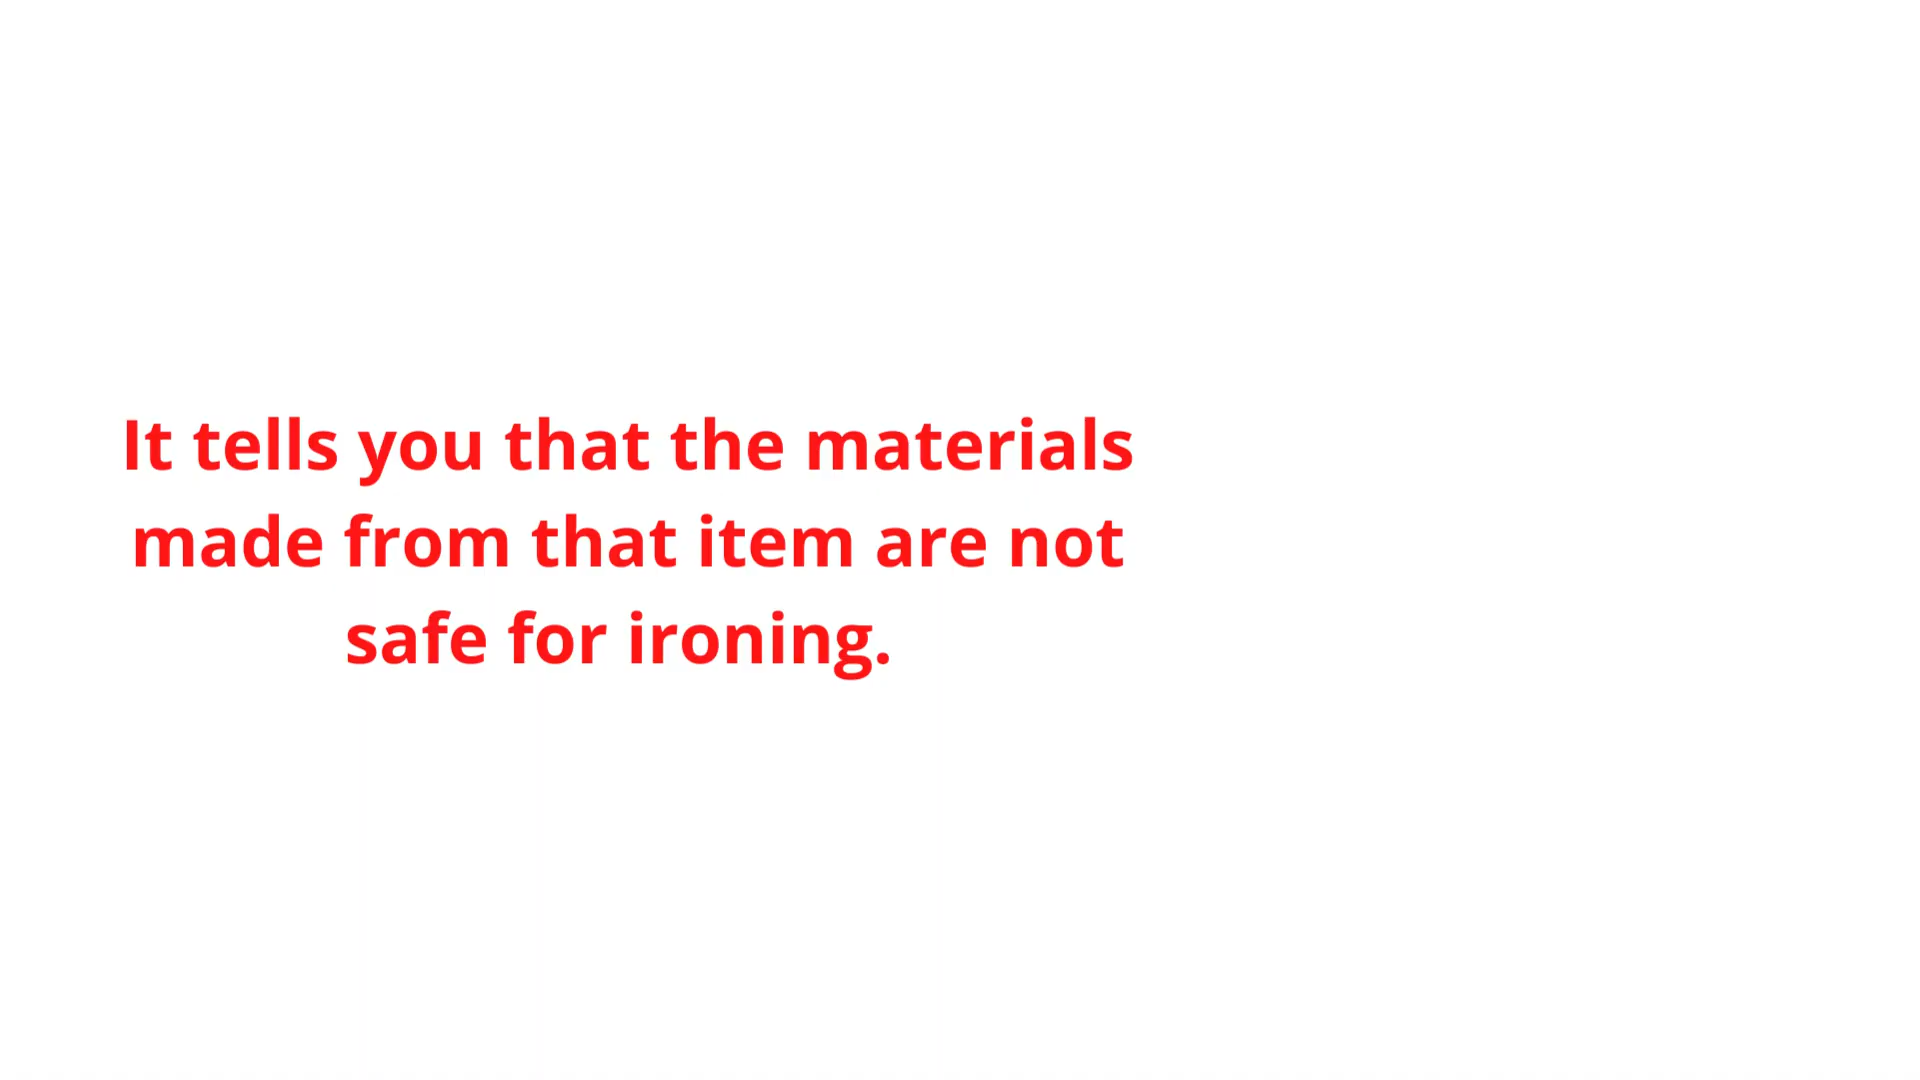 It tells you that the materials
made from that item are not
safe for ironing.